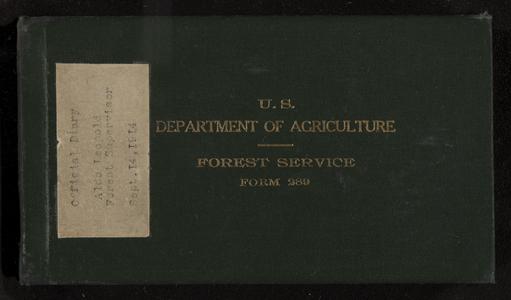 Official Diary
Aldo Leopold
Forest Supervisor
Sept.14,1914
U.S.
DEPARTMENT OF AGRICULTURE
FOREST SERVICE
FORM 289